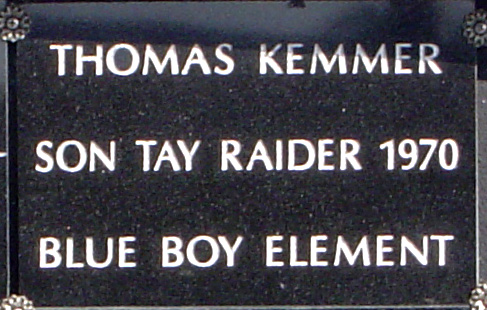 THOMAS KEMMER
SON TAY RAIDER 1970
BLUE BOY ELEMENT